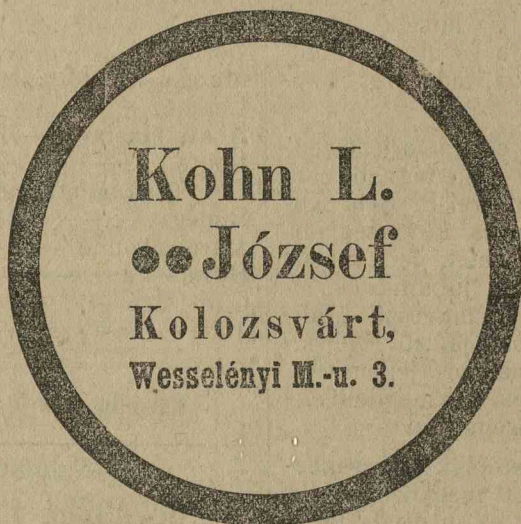 Kohn L.
●● József
Kolozsvárt,
Wesselényi M.-u. 3.